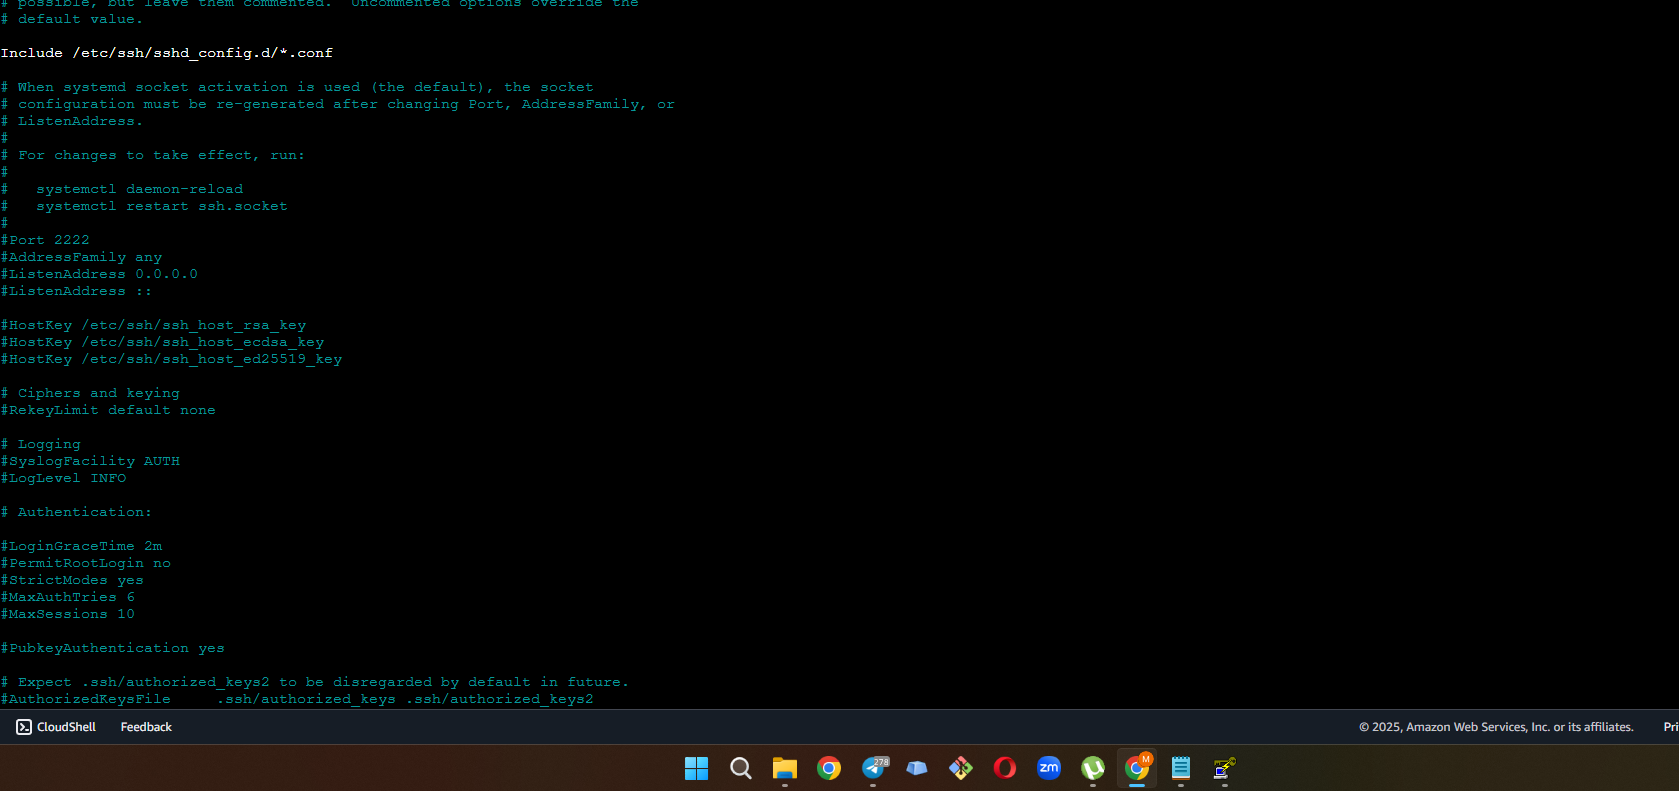 # possible, but leave them commented.  Uncommented options override the
# default value.
Include /etc/ssh/sshd_config.d/*.conf
# When systemd socket activation is used (the default), the socket
# configuration must be re-generated after changing Port, AddressFamily, or
# ListenAddress.
#
# For changes to take effect, run:
#
#   systemctl daemon-reload
#   systemctl restart ssh.socket
#
#Port 2222
#AddressFamily any
#ListenAddress 0.0.0.0
#ListenAddress ::
#HostKey /etc/ssh/ssh_host_rsa_key
#HostKey /etc/ssh/ssh_host_ecdsa_key
#HostKey /etc/ssh/ssh_host_ed25519_key
# Ciphers and keying
#RekeyLimit default none
# Logging
#SyslogFacility AUTH
#LogLevel INFO
# Authentication:
#LoginGraceTime 2m
#PermitRootLogin no
#StrictModes yes
#MaxAuthTries 6
#MaxSessions 10
#PubkeyAuthentication yes
# Expect .ssh/authorized_keys2 to be disregarded by default in future.
#AuthorizedKeysFile     .ssh/authorized_keys .ssh/authorized_keys2
CloudShell Feedback © 2025, Amazon Web Services, Inc. or its affiliates. Pri
278 zm M